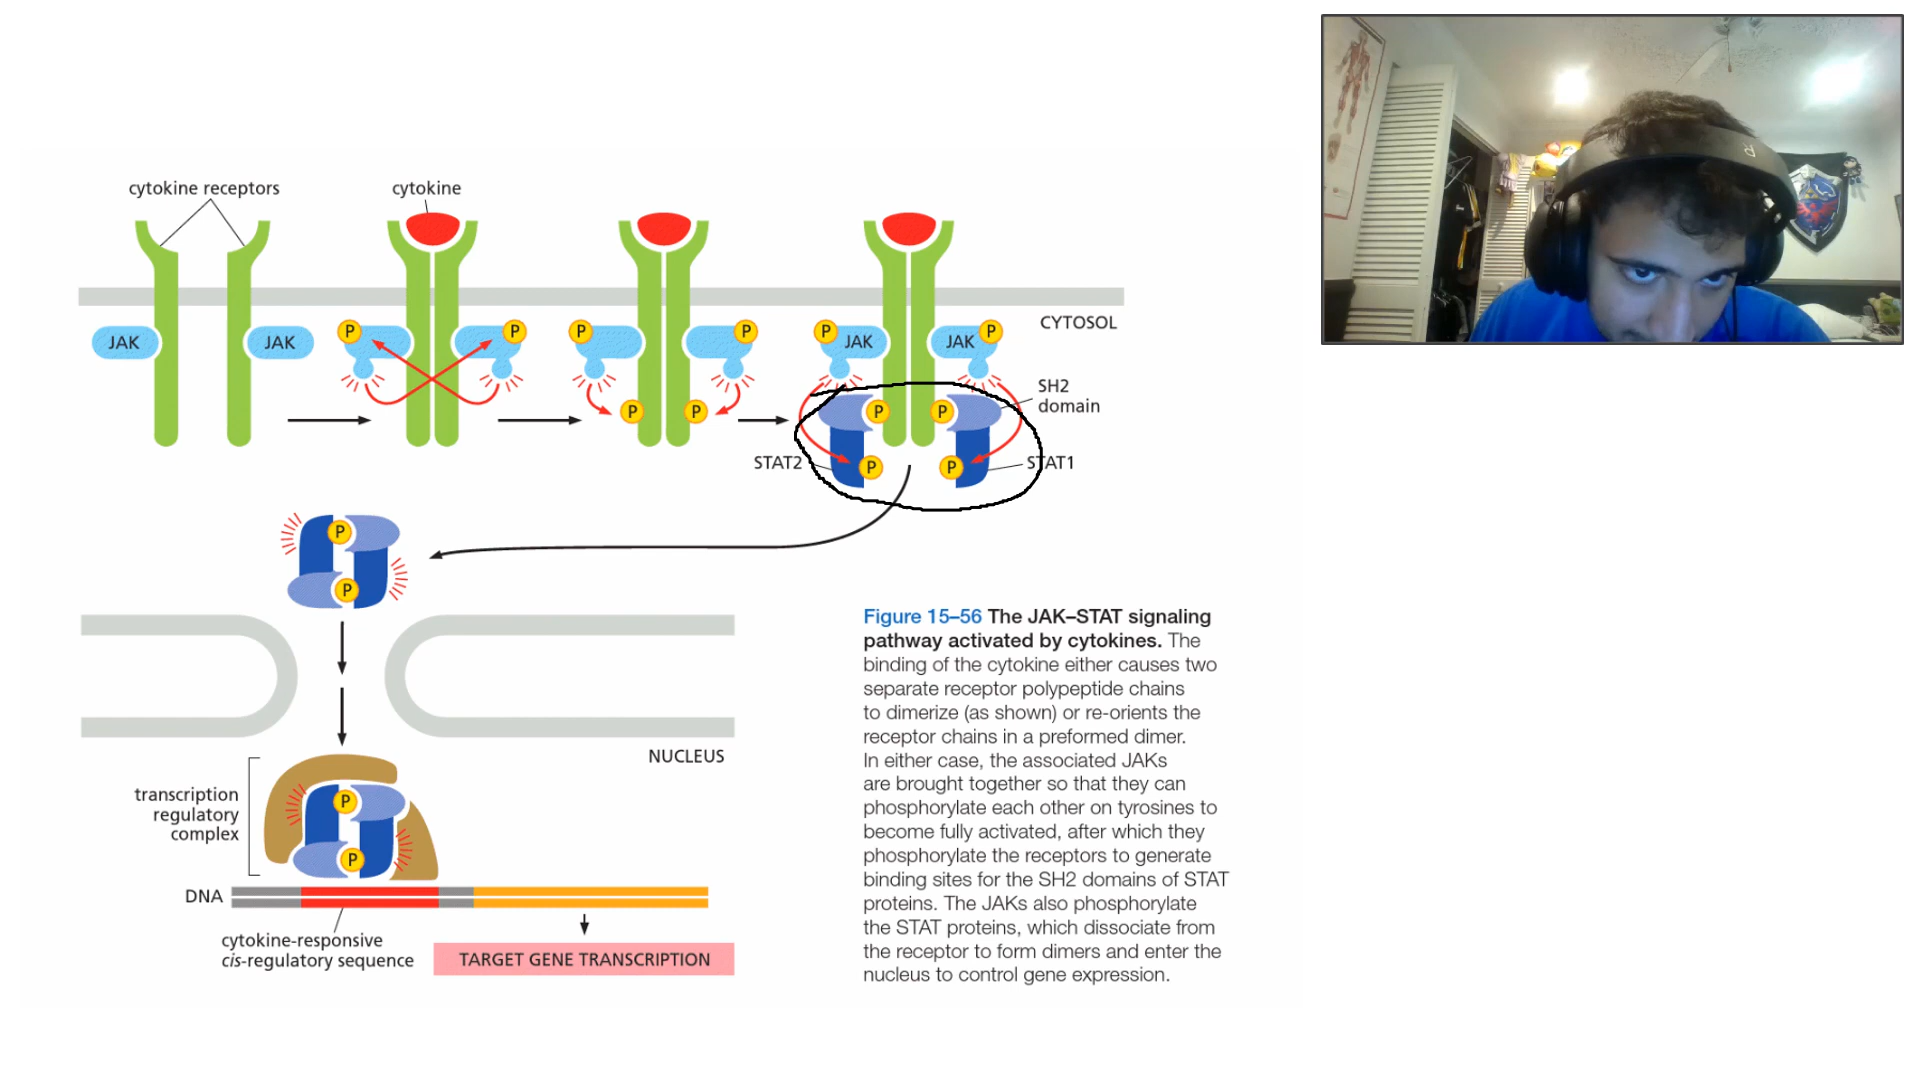 cytokine receptors
cytokine
JAK
JAK
P
P
P
P
P
JAK
JAK
P
CYTOSOL
P
P
P
P
SH2
domain
STAT2
P
P
STAT1
P
P
Figure 15–56 The JAK–STAT signaling
pathway activated by cytokines. The
binding of the cytokine either causes two
separate receptor polypeptide chains
to dimerize (as shown) or re-orients the
receptor chains in a preformed dimer.
In either case, the associated JAKs
are brought together so that they can
phosphorylate each other on tyrosines to
become fully activated, after which they
phosphorylate the receptors to generate
binding sites for the SH2 domains of STAT
proteins. The JAKs also phosphorylate
the STAT proteins, which dissociate from
the receptor to form dimers and enter the
nucleus to control gene expression.
NUCLEUS
transcription
regulatory
complex
P
P
DNA
cytokine-responsive
cis-regulatory sequence
TARGET GENE TRANSCRIPTION